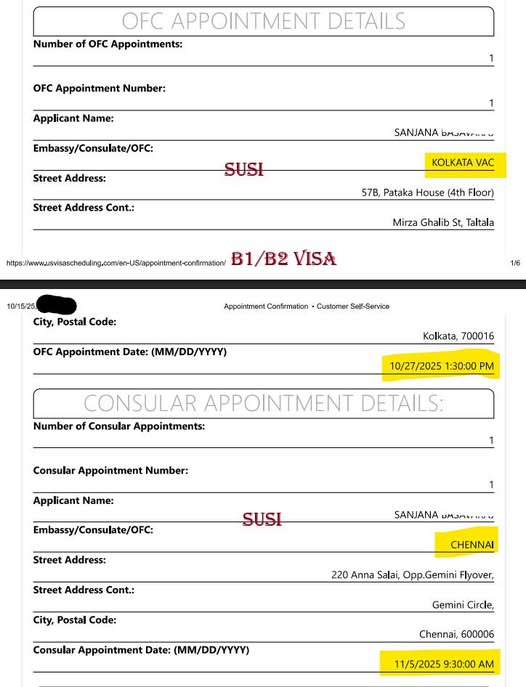 OFC APPOINTMENT DETAILS
Number of OFC Appointments:
1
OFC Appointment Number:
1
Applicant Name:
SANJANA
Embassy/Consulate/OFC:
SUSI
KOLKATA VAC
Street Address:
57B, Pataka House (4th Floor)
Street Address Cont.:
Mirza Ghalib St, Taltala
https://www.usvisascheduling.com/en-US/appointment-confirmation/ B1/B2 VISA 1/6
10/15/25, Appointment Confirmation • Customer Self-Service
City, Postal Code:
Kolkata, 700016
OFC Appointment Date: (MM/DD/YYYY)
10/27/2025 1:30:00 PM
CONSULAR APPOINTMENT DETAILS:
Number of Consular Appointments:
1
Consular Appointment Number:
1
Applicant Name:
SANJANA
SUSI
Embassy/Consulate/OFC:
CHENNAI
Street Address:
220 Anna Salai, Opp.Gemini Flyover,
Street Address Cont.:
Gemini Circle,
City, Postal Code:
Chennai, 600006
Consular Appointment Date: (MM/DD/YYYY)
11/5/2025 9:30:00 AM